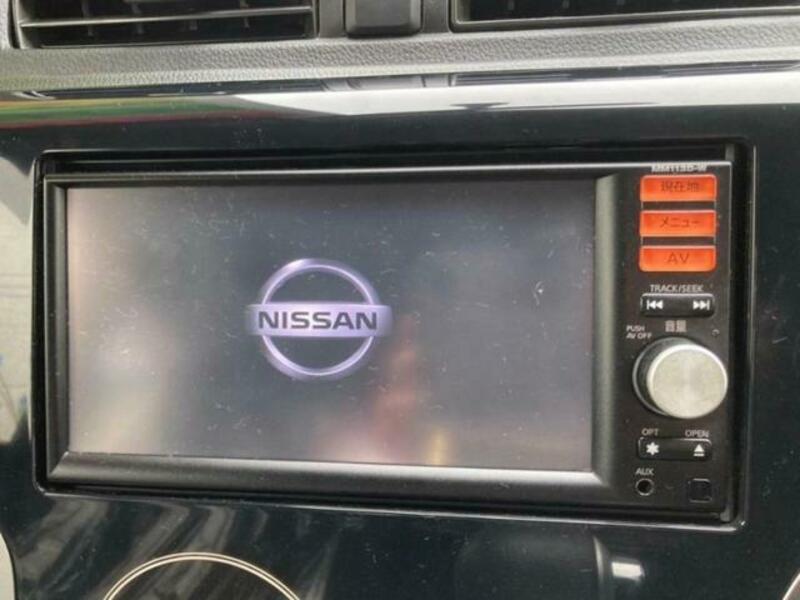 MM113D-W
現在地
メニュー
AV
TRACK/SEEK
音量
PUSH
AV OFF
NISSAN
OPT OPEN
AUX